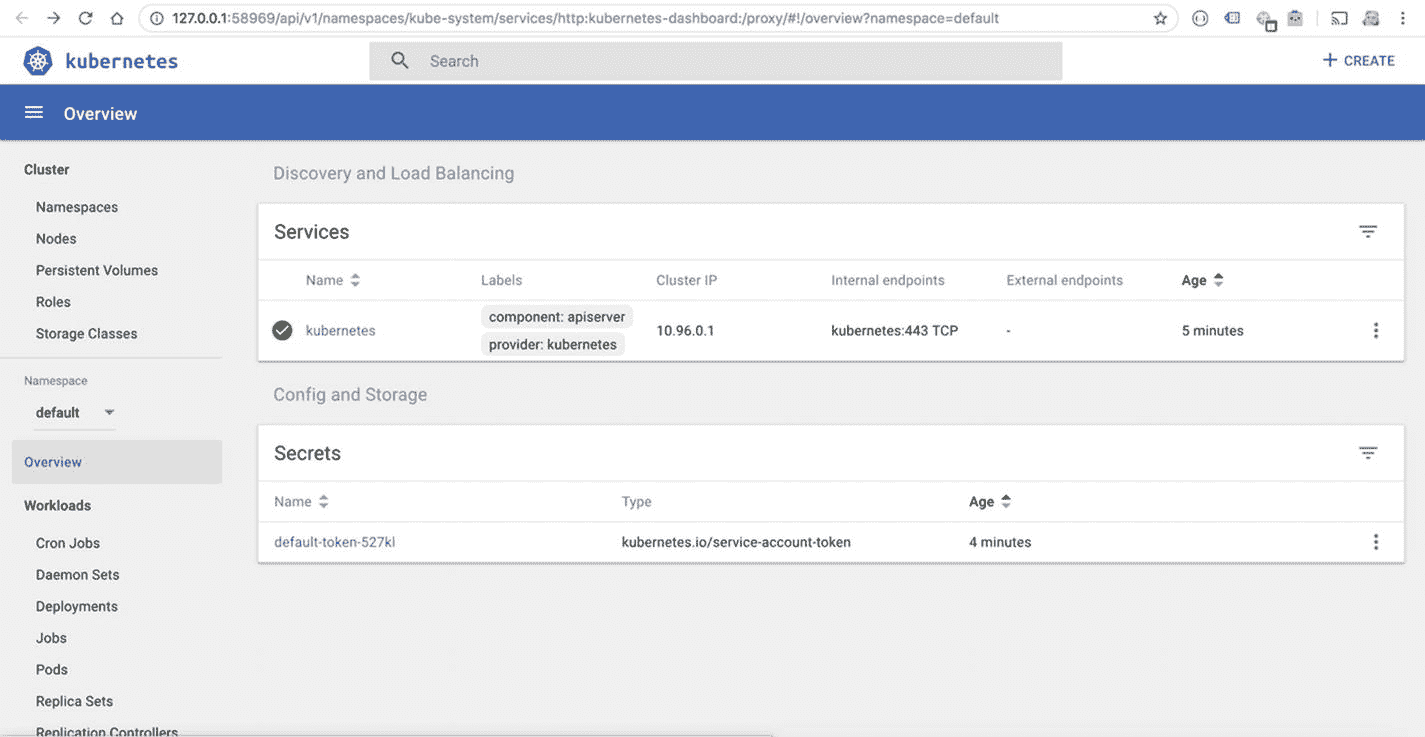 127.0.0.1:58969/api/v1/namespaces/kube-system/services/http:kubernetes-dashboard:/proxy/#!/overview?namespace=default
kubernetes
Search
+ CREATE
Overview
Cluster
Namespaces
Nodes
Persistent Volumes
Roles
Storage Classes
Namespace
default
Overview
Workloads
Cron Jobs
Daemon Sets
Deployments
Jobs
Pods
Replica Sets
Replication Controllers
Discovery and Load Balancing
Services
Name Labels Cluster IP Internal endpoints External endpoints Age
kubernetes component: apiserver 10.96.0.1 kubernetes:443 TCP - 5 minutes
provider: kubernetes
Config and Storage
Secrets
Name Type Age
default-token-527kl kubernetes.io/service-account-token 4 minutes